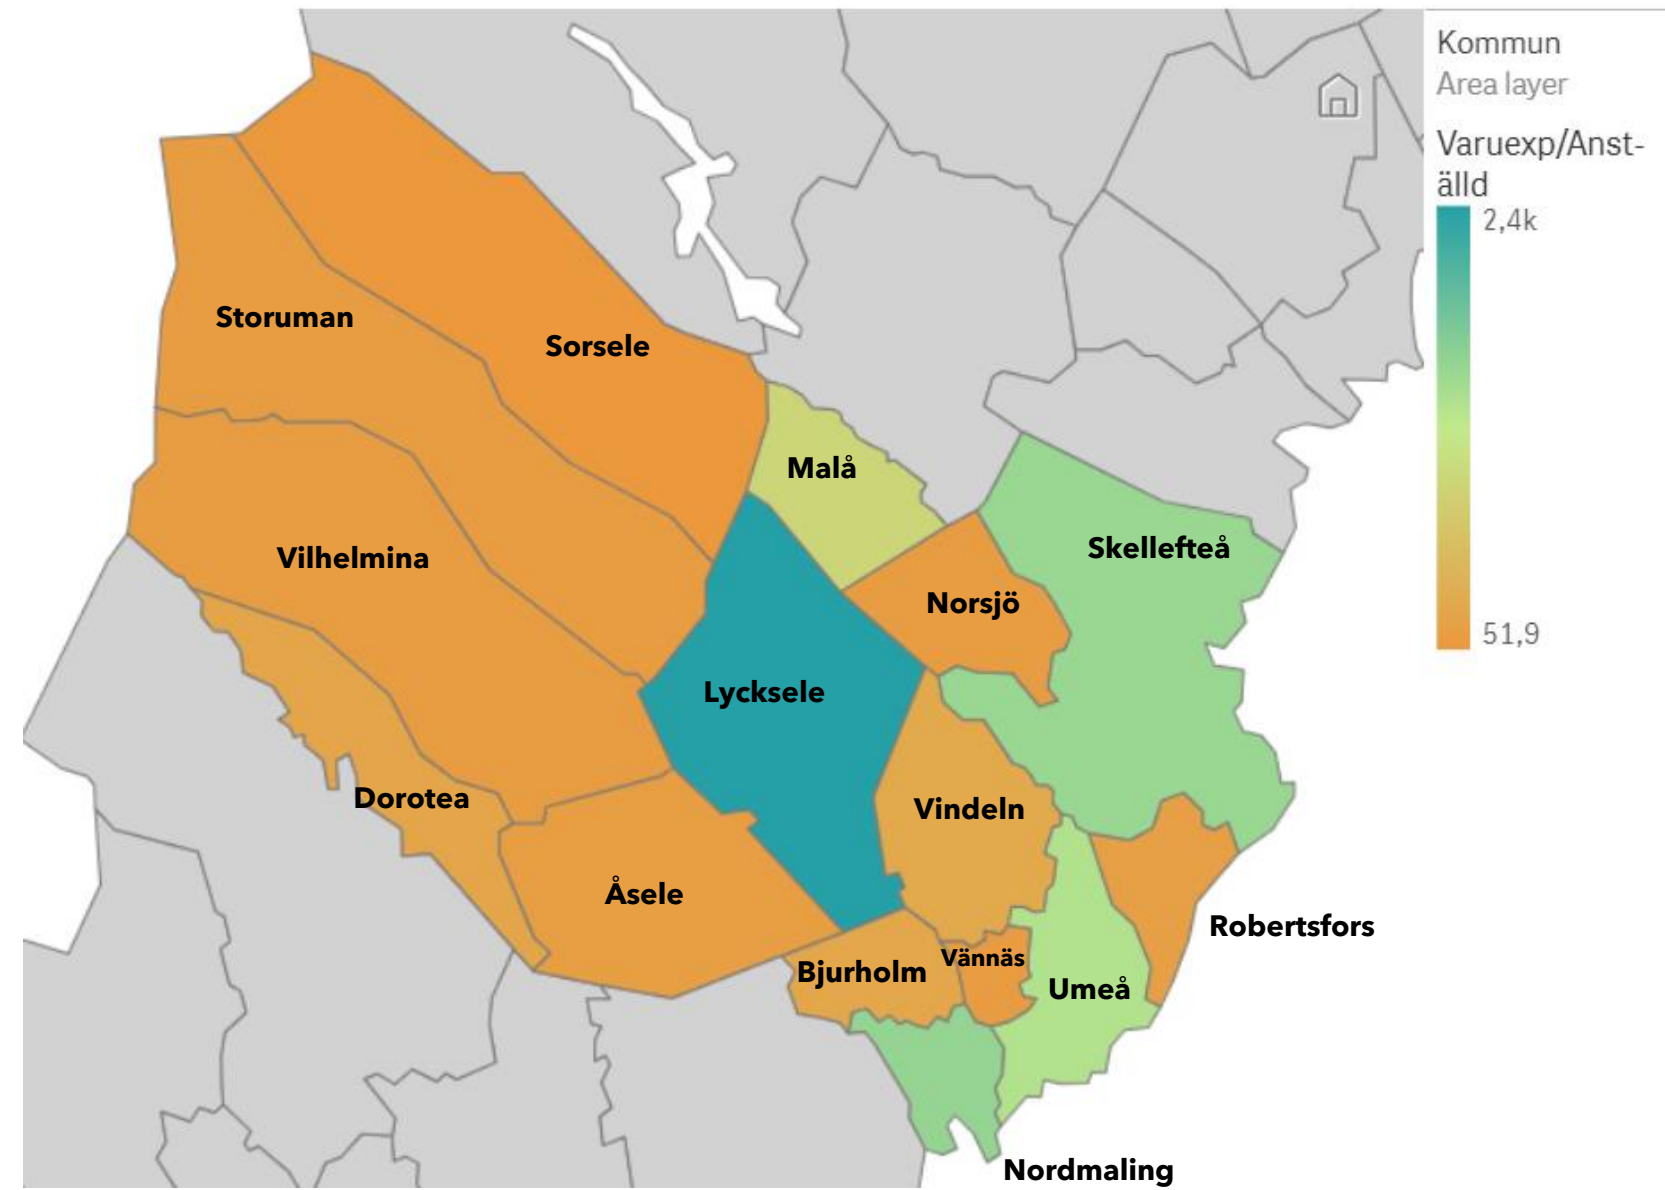 Kommun
Area layer
Varuexp/Anst-
älld
2,4k
51,9
Storuman
Sorsele
Malå
Skellefteå
Vilhelmina
Norsjö
Lycksele
Dorotea
Vindeln
Åsele
Robertsfors
Vännäs
Bjurholm
Umeå
Nordmaling